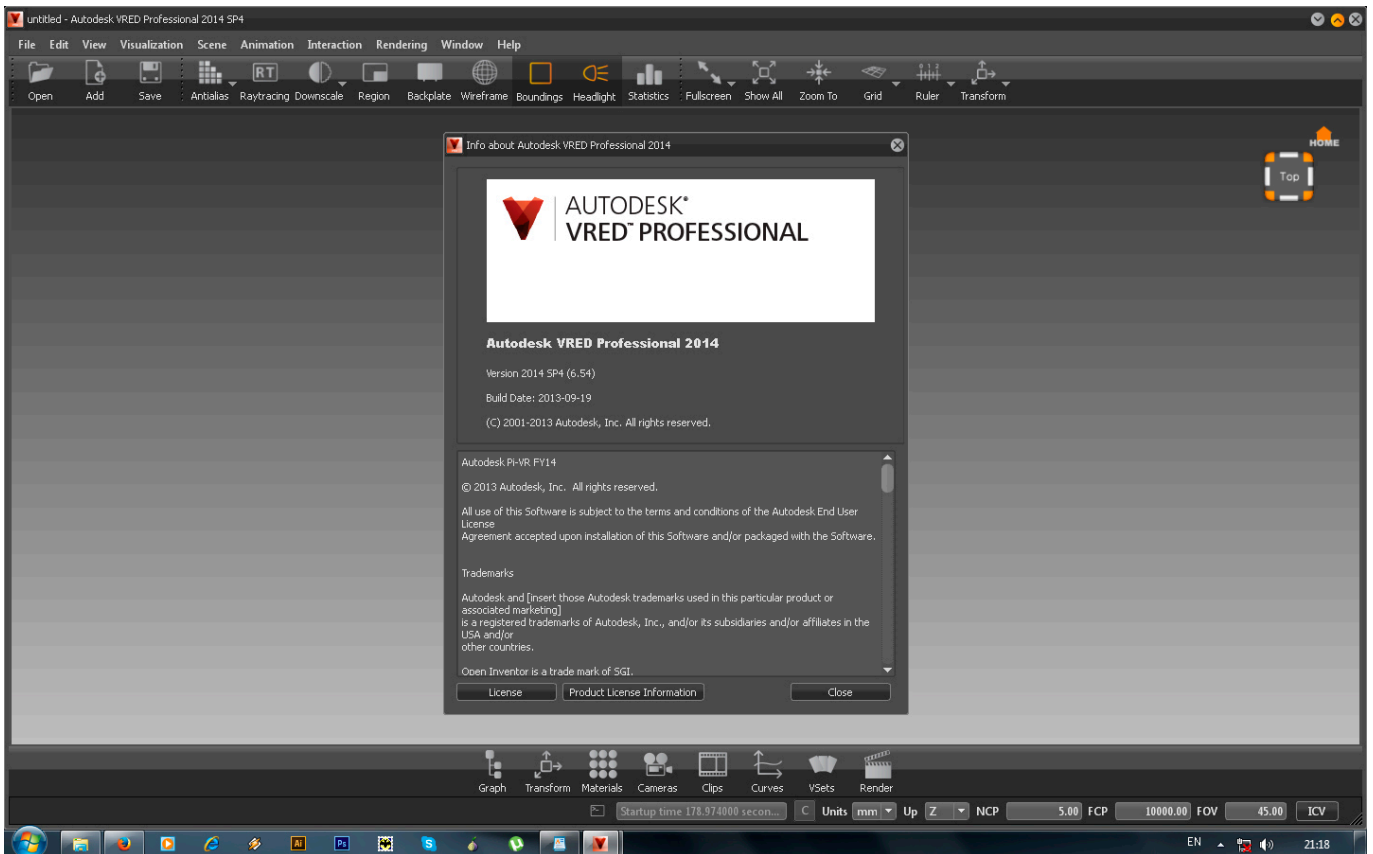 untitled - Autodesk VRED Professional 2014 SP4
File Edit View Visualization Scene Animation Interaction Rendering Window Help
RT
Open Add Save Antialias Raytracing Downscale Region Backplate Wireframe Boundings Headlight Statistics Fullscreen Show All Zoom To Grid Ruler Transform
Info about Autodesk VRED Professional 2014
HOME
Top
AUTODESK®
VRED™ PROFESSIONAL
Autodesk VRED Professional 2014
Version 2014 SP4 (6.54)
Build Date: 2013-09-19
(C) 2001-2013 Autodesk, Inc. All rights reserved.
Autodesk Pi-VR FY14
© 2013 Autodesk, Inc. All rights reserved.
All use of this Software is subject to the terms and conditions of the Autodesk End User
License
Agreement accepted upon installation of this Software and/or packaged with the Software.
Trademarks
Autodesk and [insert those Autodesk trademarks used in this particular product or
associated marketing]
is a registered trademarks of Autodesk, Inc., and/or its subsidiaries and/or affiliates in the
USA and/or
other countries.
Open Inventor is a trade mark of SGI.
License Product License Information Close
Graph Transform Materials Cameras Clips Curves VSets Render
Startup time 178.974000 secon... C Units mm Up Z NCP 5.00 FCP 10000.00 FOV 45.00 ICV
Ai Ps S EN 21:18